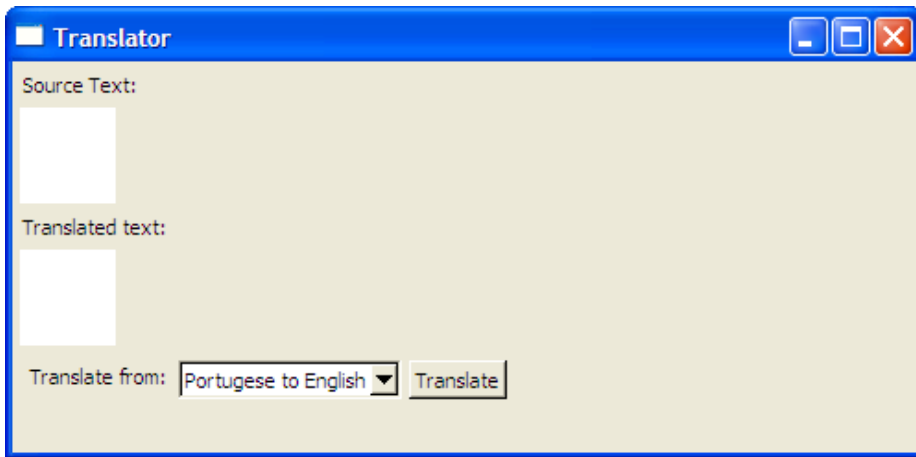 Translator
Source Text:
Translated text:
Translate from: Portugese to English Translate